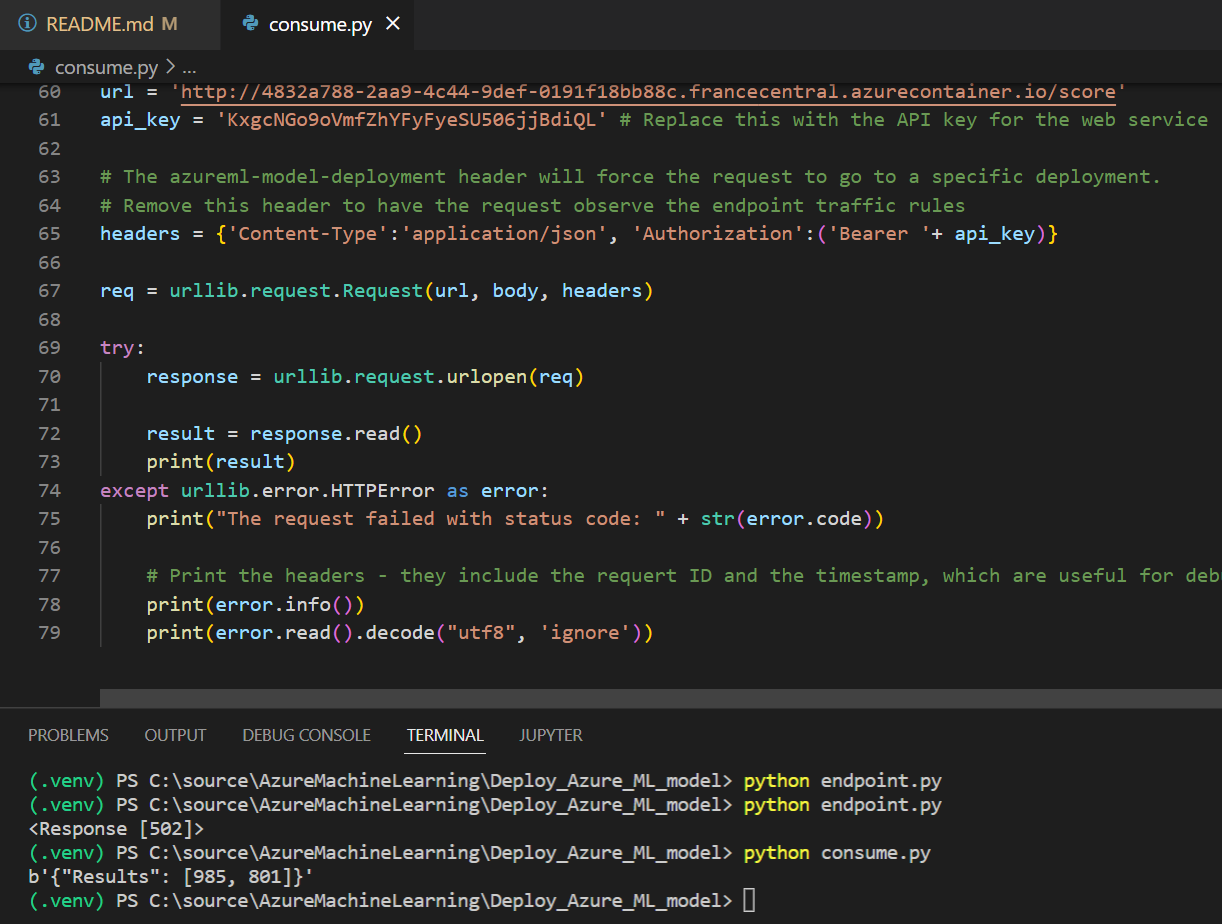 README.md M
consume.py ×
consume.py > ...
60 url = 'http://4832a788-2aa9-4c44-9def-0191f18bb88c.francecentral.azurecontainer.io/score'
61 api_key = 'KxgcNGo9oVmfZhYFyFyeSU506jjBdiQL' # Replace this with the API key for the web service
62
63 # The azureml-model-deployment header will force the request to go to a specific deployment.
64 # Remove this header to have the request observe the endpoint traffic rules
65 headers = {'Content-Type':'application/json', 'Authorization':('Bearer '+ api_key)}
66
67 req = urllib.request.Request(url, body, headers)
68
69 try:
70     response = urllib.request.urlopen(req)
71
72     result = response.read()
73     print(result)
74 except urllib.error.HTTPError as error:
75     print("The request failed with status code: " + str(error.code))
76
77     # Print the headers - they include the requert ID and the timestamp, which are useful for deb
78     print(error.info())
79     print(error.read().decode("utf8", 'ignore'))
PROBLEMS OUTPUT DEBUG CONSOLE TERMINAL JUPYTER
(.venv) PS C:\source\AzureMachineLearning\Deploy_Azure_ML_model> python endpoint.py
(.venv) PS C:\source\AzureMachineLearning\Deploy_Azure_ML_model> python endpoint.py
<Response [502]>
(.venv) PS C:\source\AzureMachineLearning\Deploy_Azure_ML_model> python consume.py
b'{"Results": [985, 801]}'
(.venv) PS C:\source\AzureMachineLearning\Deploy_Azure_ML_model>